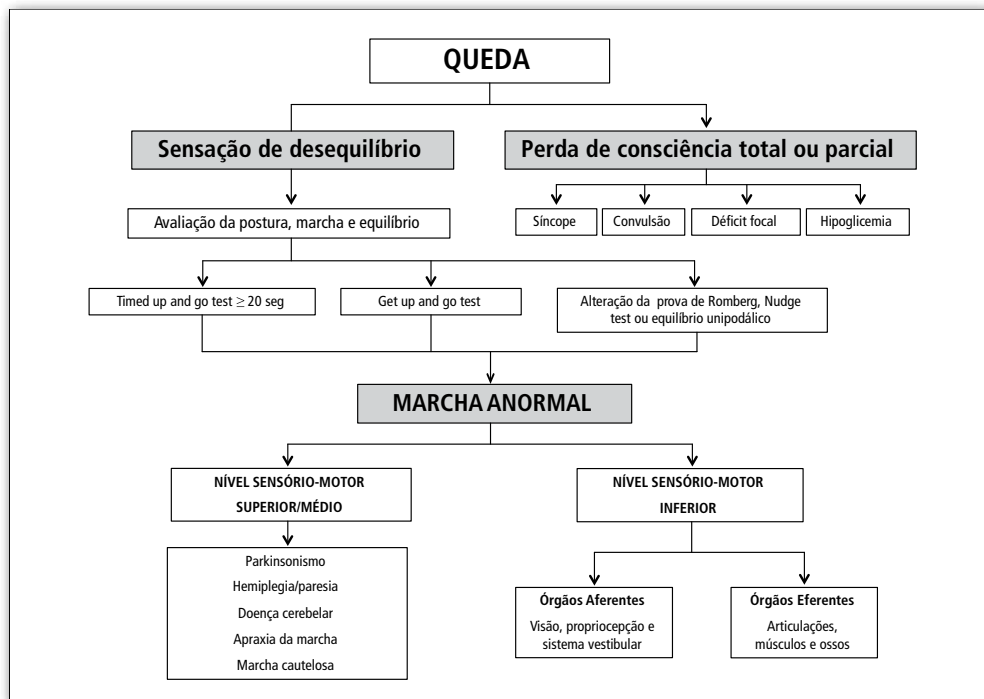 QUEDA
Sensação de desequilíbrio
Perda de consciência total ou parcial
Avaliação da postura, marcha e equilíbrio
Síncope
Convulsão
Déficit focal
Hipoglicemia
Timed up and go test ≥ 20 seg
Get up and go test
Alteração da prova de Romberg, Nudge
test ou equilíbrio unipodálico
MARCHA ANORMAL
NÍVEL SENSÓRIO-MOTOR
SUPERIOR/MÉDIO
NÍVEL SENSÓRIO-MOTOR
INFERIOR
Parkinsonismo
Hemiplegia/paresia
Doença cerebelar
Apraxia da marcha
Marcha cautelosa
Órgãos Aferentes
Visão, propriocepção e
sistema vestibular
Órgãos Eferentes
Articulações,
músculos e ossos